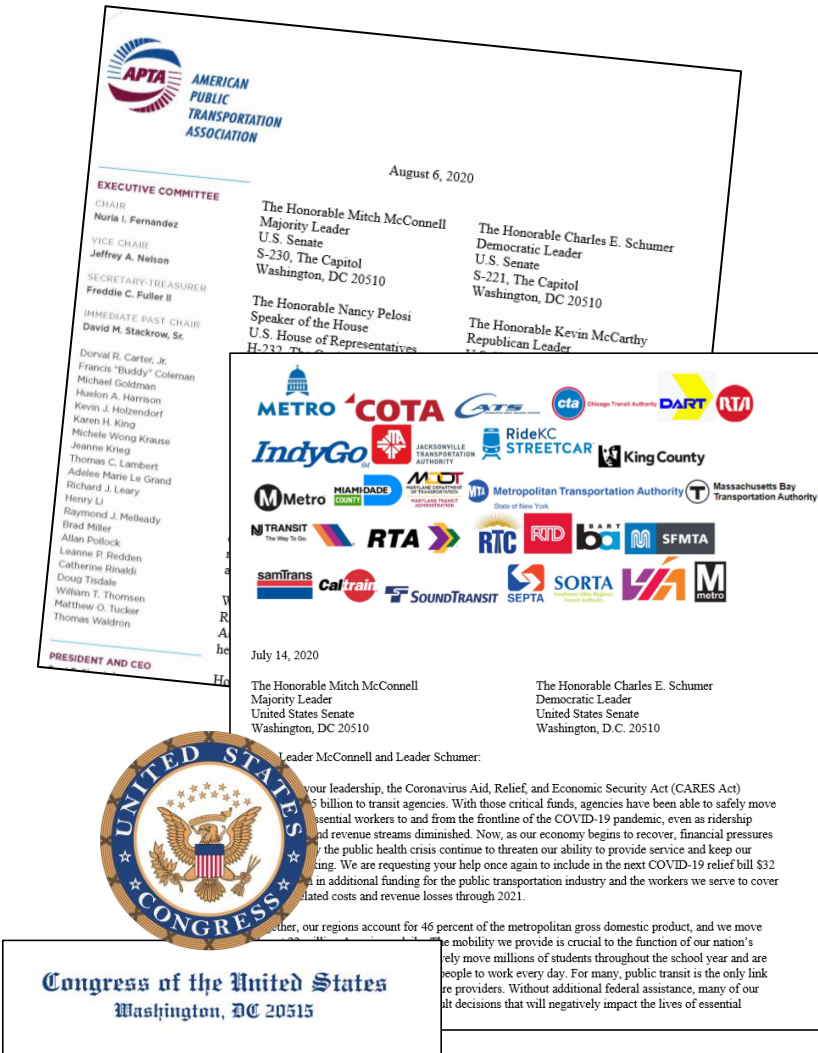 APTA
AMERICAN
PUBLIC
TRANSPORTATION
ASSOCIATION
August 6, 2020
EXECUTIVE COMMITTEE
CHAIR
Nuria I. Fernandez
VICE CHAIR
Jeffrey A. Nelson
SECRETARY-TREASURER
Freddie C. Fuller II
IMMEDIATE PAST CHAIR
David M. Stackrow, Sr.
Dorval R. Carter, Jr.
Francis "Buddy" Coleman
Michael Goldman
Huelon A. Harrison
Kevin J. Holzendorf
Karen H. King
Michele Wong Krause
Jeanne Krieg
Thomas C. Lambert
Adelee Marie Le Grand
Richard J. Leary
Henry Li
Raymond J. Melleady
Brad Miller
Allan Pollock
Leanne P. Redden
Catherine Rinaldi
Doug Tisdale
William T. Thomsen
Matthew O. Tucker
Thomas Waldron
PRESIDENT AND CEO
The Honorable Mitch McConnell
Majority Leader
U.S. Senate
S-230, The Capitol
Washington, DC 20510
The Honorable Charles E. Schumer
Democratic Leader
U.S. Senate
S-221, The Capitol
Washington, DC 20510
The Honorable Nancy Pelosi
Speaker of the House
U.S. House of Representatives
H-232, The
The Honorable Kevin McCarthy
Republican Leader
METRO COTA CATS cta Chicago Transit Authority DART RTA
IndyGo JTA JACKSONVILLE TRANSPORTATION AUTHORITY RideKC STREETCAR King County
M Metro MIAMI-DADE COUNTY MDOT MARYLAND DEPARTMENT OF TRANSPORTATION MARYLAND TRANSIT ADMINISTRATION MTA Metropolitan Transportation Authority State of New York T Massachusetts Bay Transportation Authority
NJ TRANSIT The Way To Go. RTA RTC RTD BART ba M SFMTA
samTrans Caltrain SOUNDTRANSIT SEPTA SORTA Southwest Ohio Regional Transit Authority VIA M metro
July 14, 2020
The Honorable Mitch McConnell
Majority Leader
United States Senate
Washington, DC 20510
The Honorable Charles E. Schumer
Democratic Leader
United States Senate
Washington, D.C. 20510
Leader McConnell and Leader Schumer:
your leadership, the Coronavirus Aid, Relief, and Economic Security Act (CARES Act)
5 billion to transit agencies. With those critical funds, agencies have been able to safely move
essential workers to and from the frontline of the COVID-19 pandemic, even as ridership
and revenue streams diminished. Now, as our economy begins to recover, financial pressures
the public health crisis continue to threaten our ability to provide service and keep our
king. We are requesting your help once again to include in the next COVID-19 relief bill $32
in additional funding for the public transportation industry and the workers we serve to cover
elated costs and revenue losses through 2021.
ther, our regions account for 46 percent of the metropolitan gross domestic product, and we move
The mobility we provide is crucial to the function of our nation's
vely move millions of students throughout the school year and are
people to work every day. For many, public transit is the only link
re providers. Without additional federal assistance, many of our
ult decisions that will negatively impact the lives of essential
UNITED STATES
CONGRESS
Congress of the United States
Washington, DC 20515